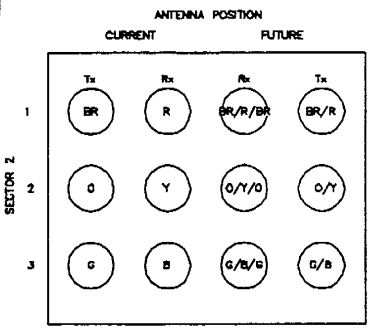 ANTENNA POSITION
CURRENT FUTURE
Tx Rx Rx Tx
1 BR R BR/R/BR BR/R
SECTOR 2
2 O Y O/Y/O O/Y
3 G B G/B/G G/B